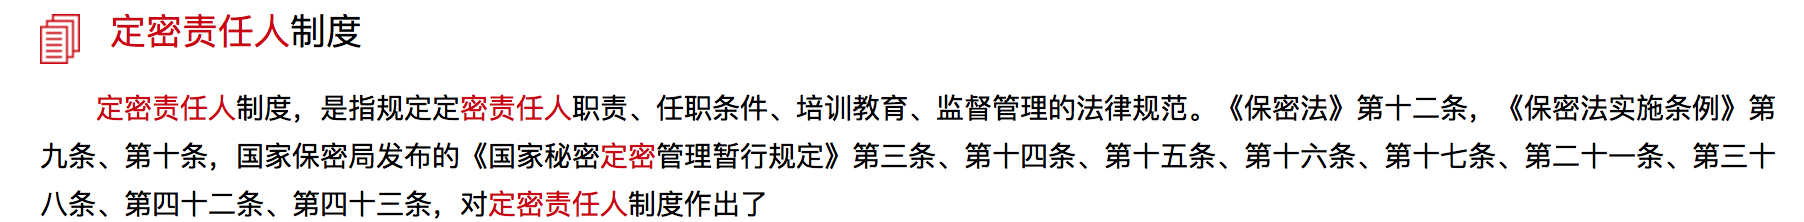 定密责任人制度
定密责任人制度，是指规定定密责任人职责、任职条件、培训教育、监督管理的法律规范。《保密法》第十二条，《保密法实施条例》第
九条、第十条，国家保密局发布的《国家秘密定密管理暂行规定》第三条、第十四条、第十五条、第十六条、第十七条、第二十一条、第三十
八条、第四十二条、第四十三条，对定密责任人制度作出了